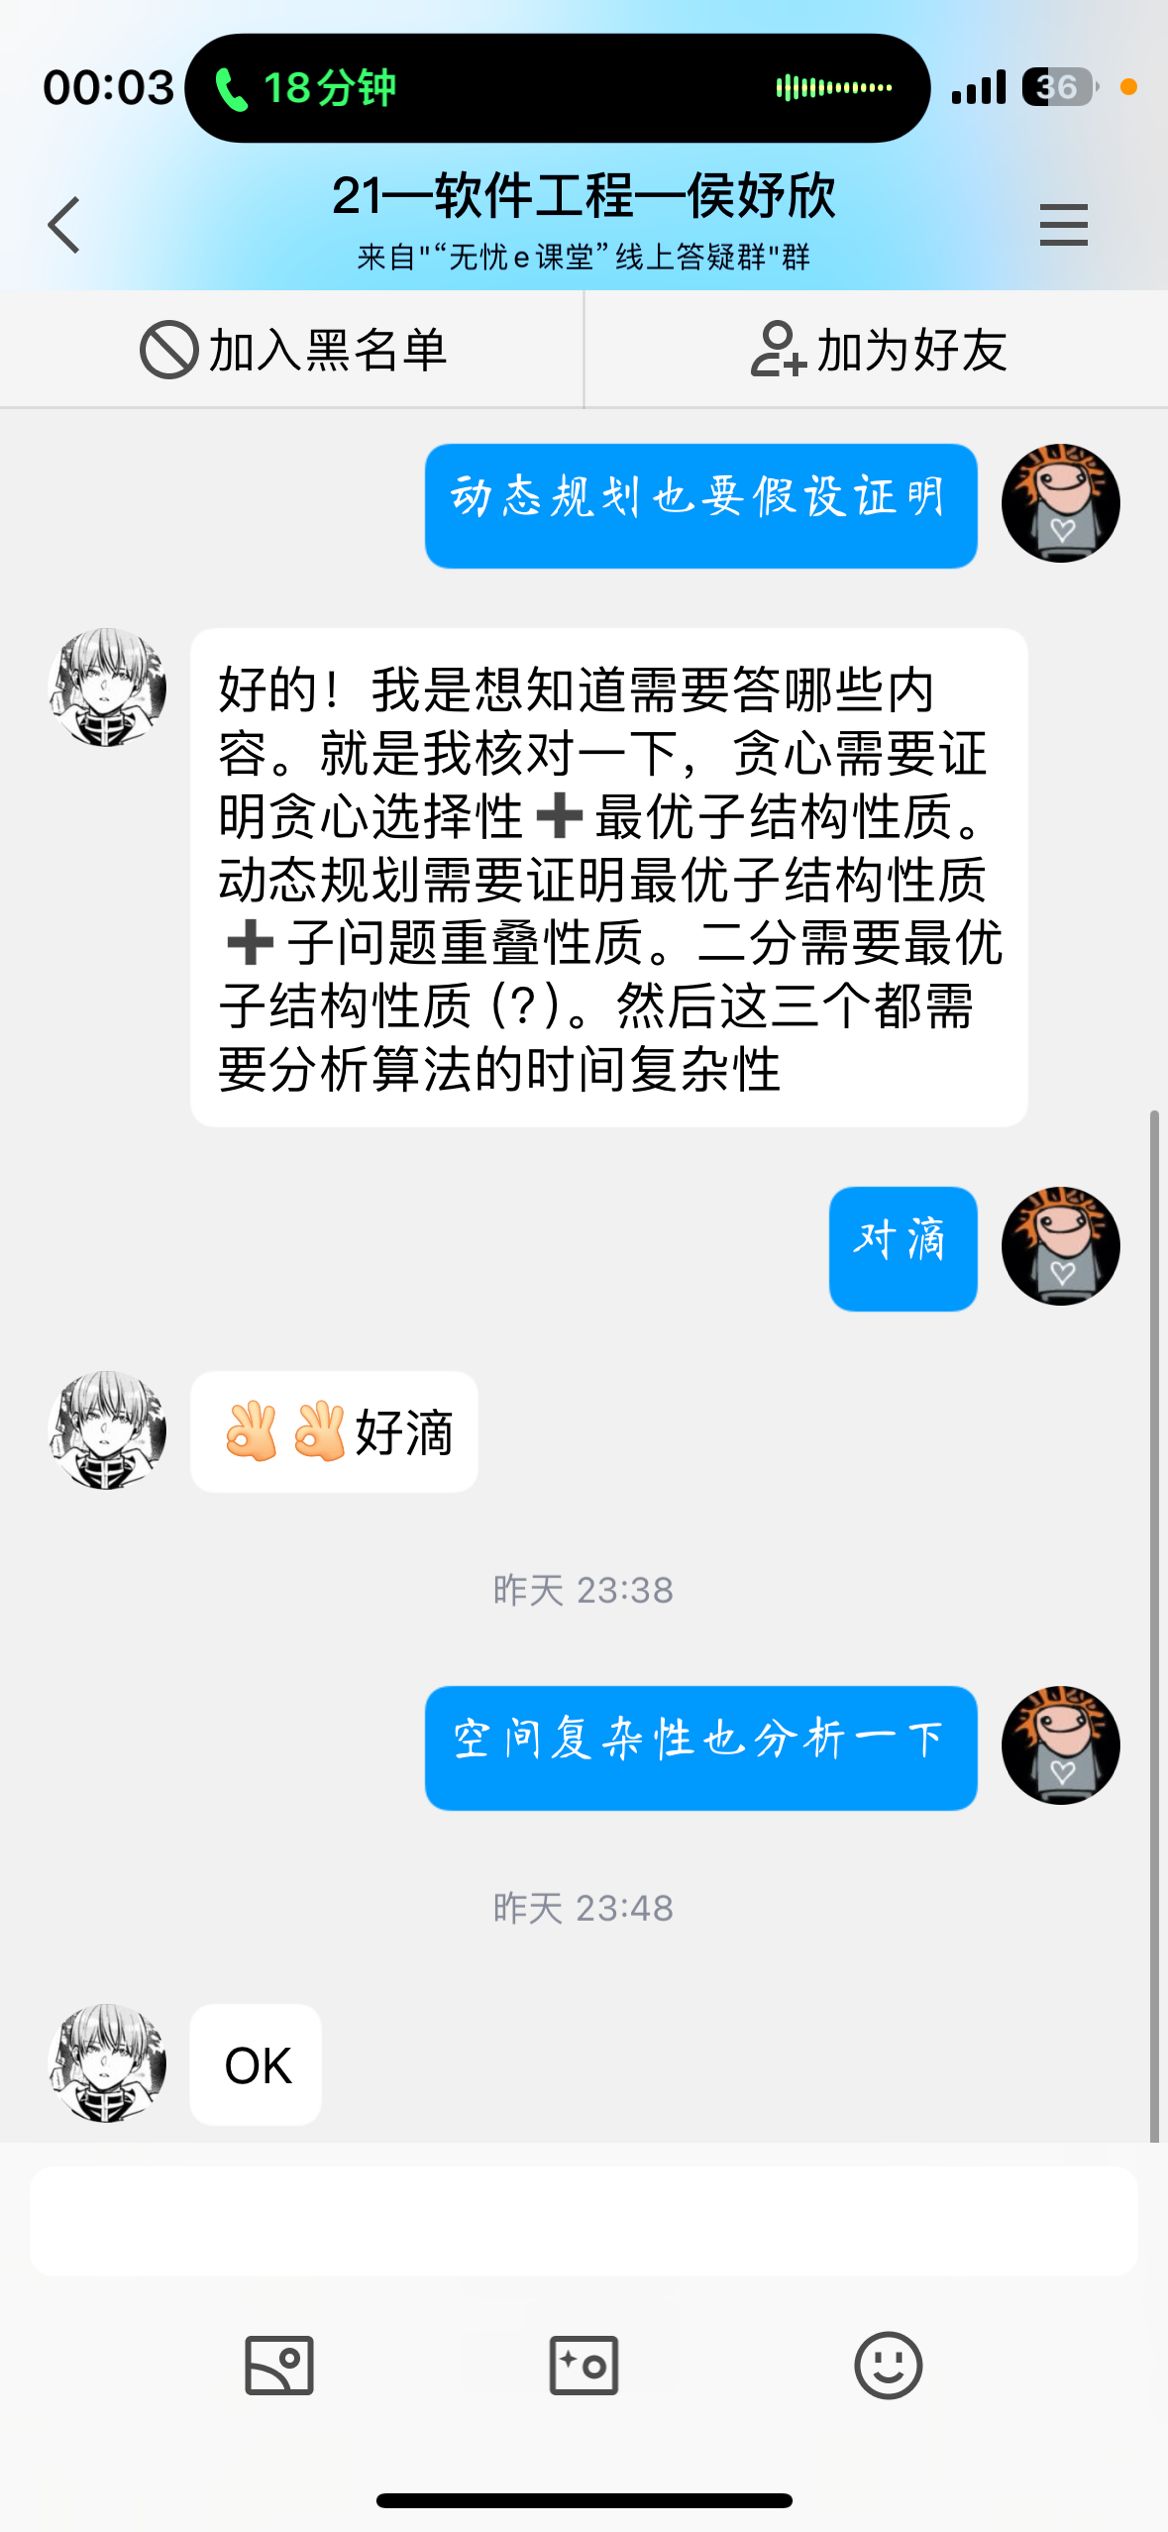 00:03
18分钟
36
21—软件工程—侯妤欣
来自"“无忧e课堂”线上答疑群"群
加入黑名单
加为好友
动态规划也要假设证明
好的！我是想知道需要答哪些内
容。就是我核对一下，贪心需要证
明贪心选择性➕最优子结构性质。
动态规划需要证明最优子结构性质
➕子问题重叠性质。二分需要最优
子结构性质(?)。然后这三个都需
要分析算法的时间复杂性
对滴
👌👌好滴
昨天 23:38
空间复杂性也分析一下
昨天 23:48
OK